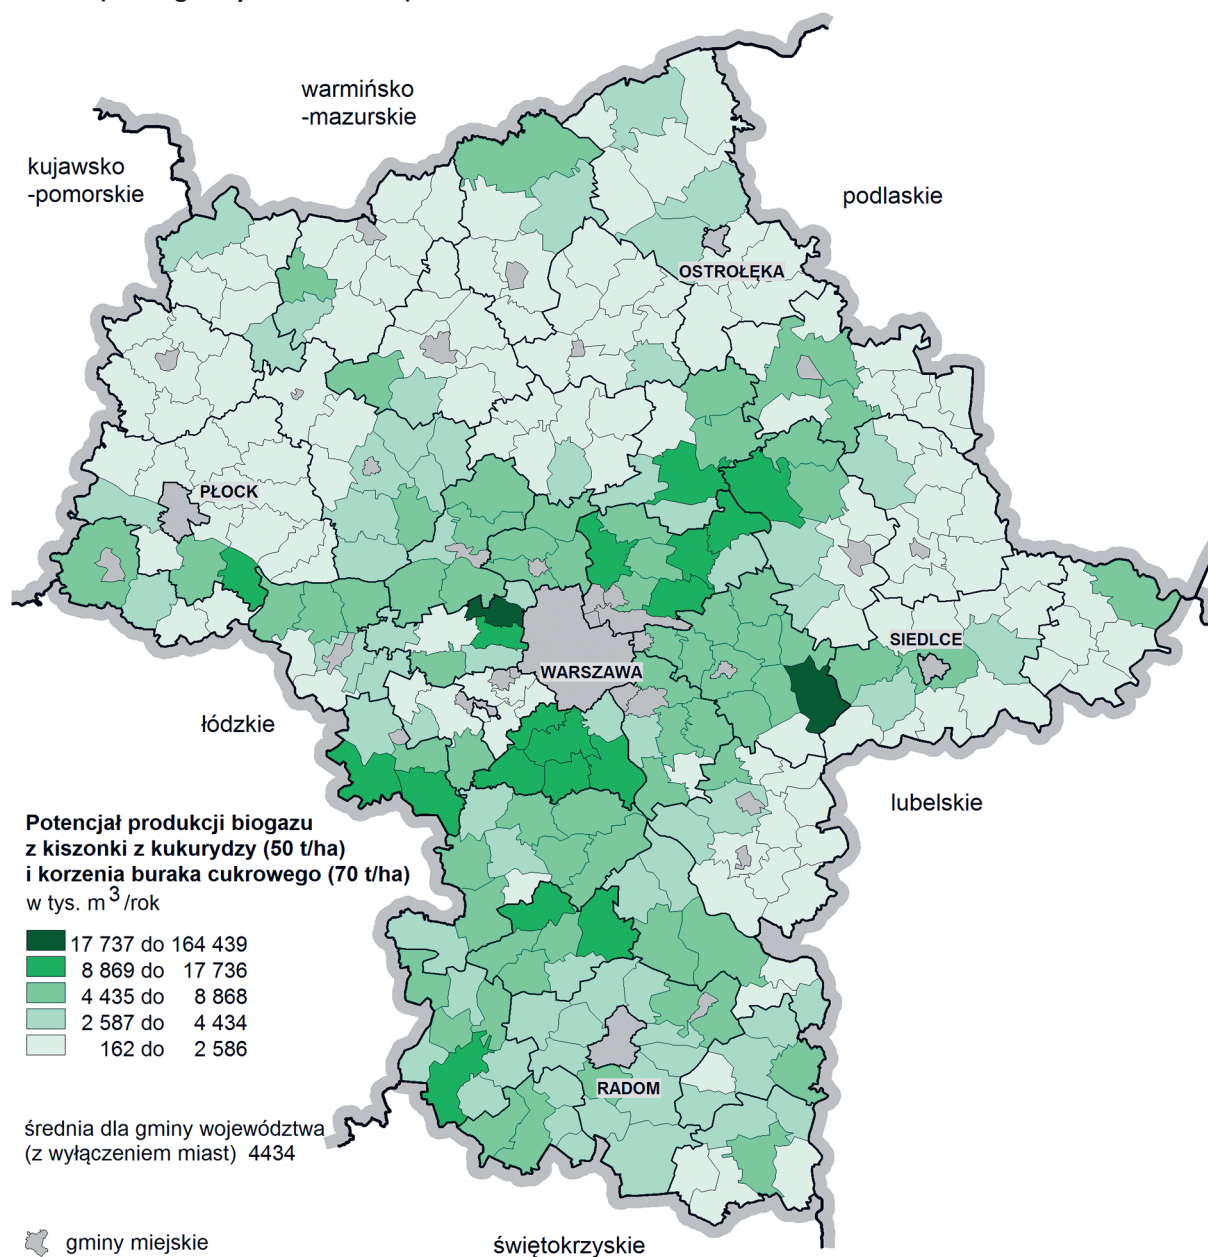 warmińsko
-mazurskie
kujawsko
-pomorskie
podlaskie
OSTROŁĘKA
PŁOCK
SIEDLCE
WARSZAWA
łódzkie
lubelskie
Potencjał produkcji biogazu
z kiszonki z kukurydzy (50 t/ha)
i korzenia buraka cukrowego (70 t/ha)
w tys. m³/rok
17 737 do 164 439
8 869 do 17 736
4 435 do 8 868
2 587 do 4 434
162 do 2 586
RADOM
średnia dla gminy województwa
(z wyłączeniem miast) 4434
gminy miejskie
świętokrzyskie